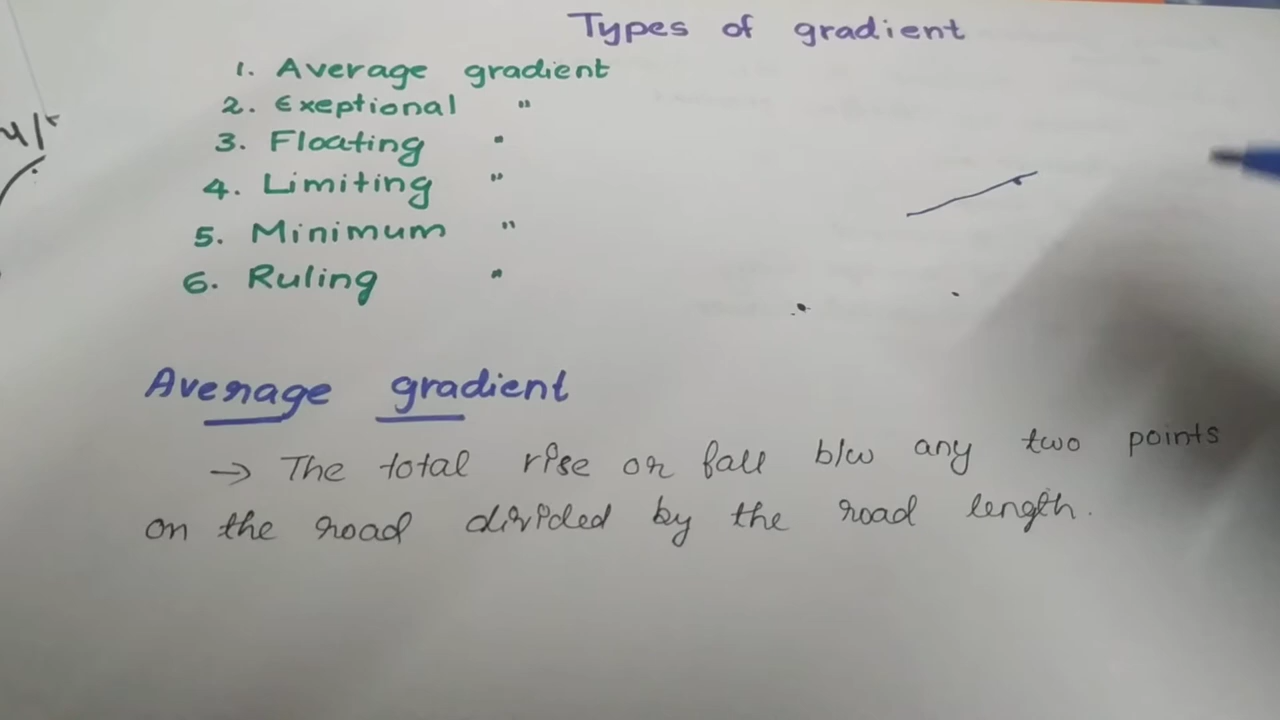 Types of gradient
1. Average gradient
2. Exeptional "
3. Floating "
4. Limiting "
5. Minimum "
6. Ruling "
Average gradient
→ The total rise or fall b/w any two points
on the road divided by the road length.